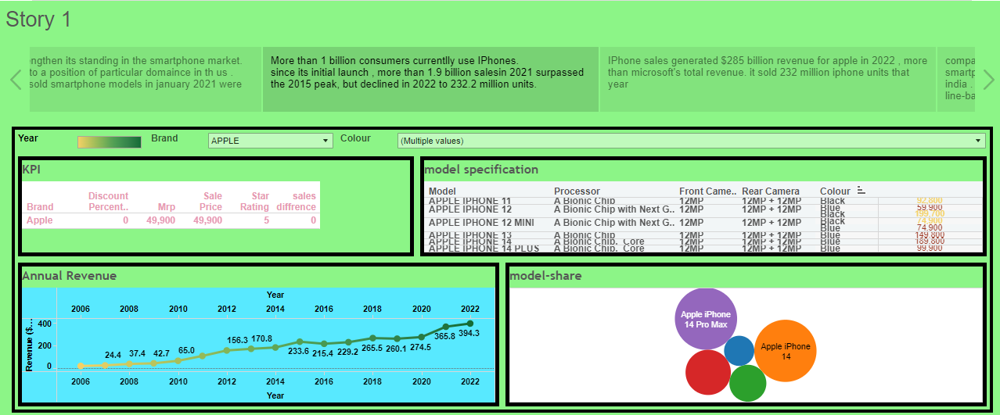 Story 1
engthen its standing in the smartphone market.
to a position of particular domaince in th us .
sold smartphone models in january 2021 were
More than 1 billion consumers currentlly use IPhones.
since its initial launch , more than 1.9 billion salesin 2021 surpassed
the 2015 peak, but declined in 2022 to 232.2 million units.
IPhone sales generated $285 billion revenue for apple in 2022 , more
than microsoft's total revenue. it sold 232 million iphone units that
year
compa
smartp
india .
line-ba
Year Brand APPLE Colour (Multiple values)
KPI
Brand Discount Percent.. Mrp Sale Price Star Rating sales diffrence
Apple 0 49,900 49,900 5 0
model specification
Model Processor Front Came.. Rear Camera Colour
APPLE IPHONE 11 A Bionic Chip 12MP 12MP + 12MP Black 92,800
APPLE IPHONE 12 A Bionic Chip with Next G.. 12MP 12MP + 12MP Blue 59,900
Black 199,700
APPLE IPHONE 12 MINI A Bionic Chip with Next G.. 12MP 12MP + 12MP Black 74,900
Blue 74,900
APPLE IPHONE 13 A Bionic Chip 12MP 12MP + 12MP Blue 149,800
APPLE IPHONE 14 A Bionic Chip, Core 12MP 12MP + 12MP Blue 189,800
APPLE IPHONE 14 PLUS A Bionic Chip, Core 12MP 12MP + 12MP Blue 99,900
Annual Revenue
Year
2006 2008 2010 2012 2014 2016 2018 2020 2022
Revenue ($...
400
200
0
24.4 37.4 42.7 65.0 156.3 170.8 233.6 215.4 229.2 265.5 260.1 274.5 365.8 394.3
2006 2008 2010 2012 2014 2016 2018 2020 2022
Year
model-share
Apple iPhone
14 Pro Max
Apple iPhone
14